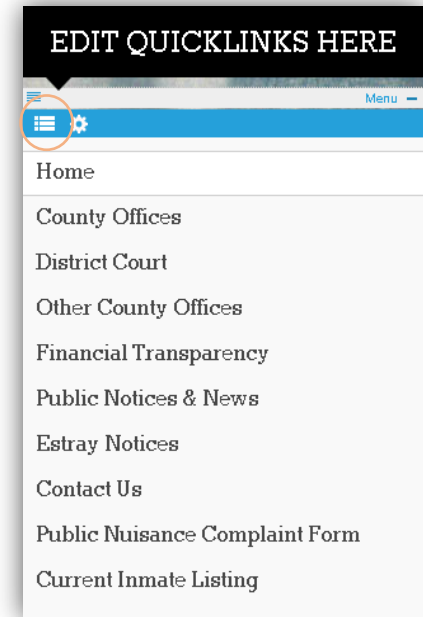 EDIT QUICKLINKS HERE
Menu
Home
County Offices
District Court
Other County Offices
Financial Transparency
Public Notices & News
Estray Notices
Contact Us
Public Nuisance Complaint Form
Current Inmate Listing